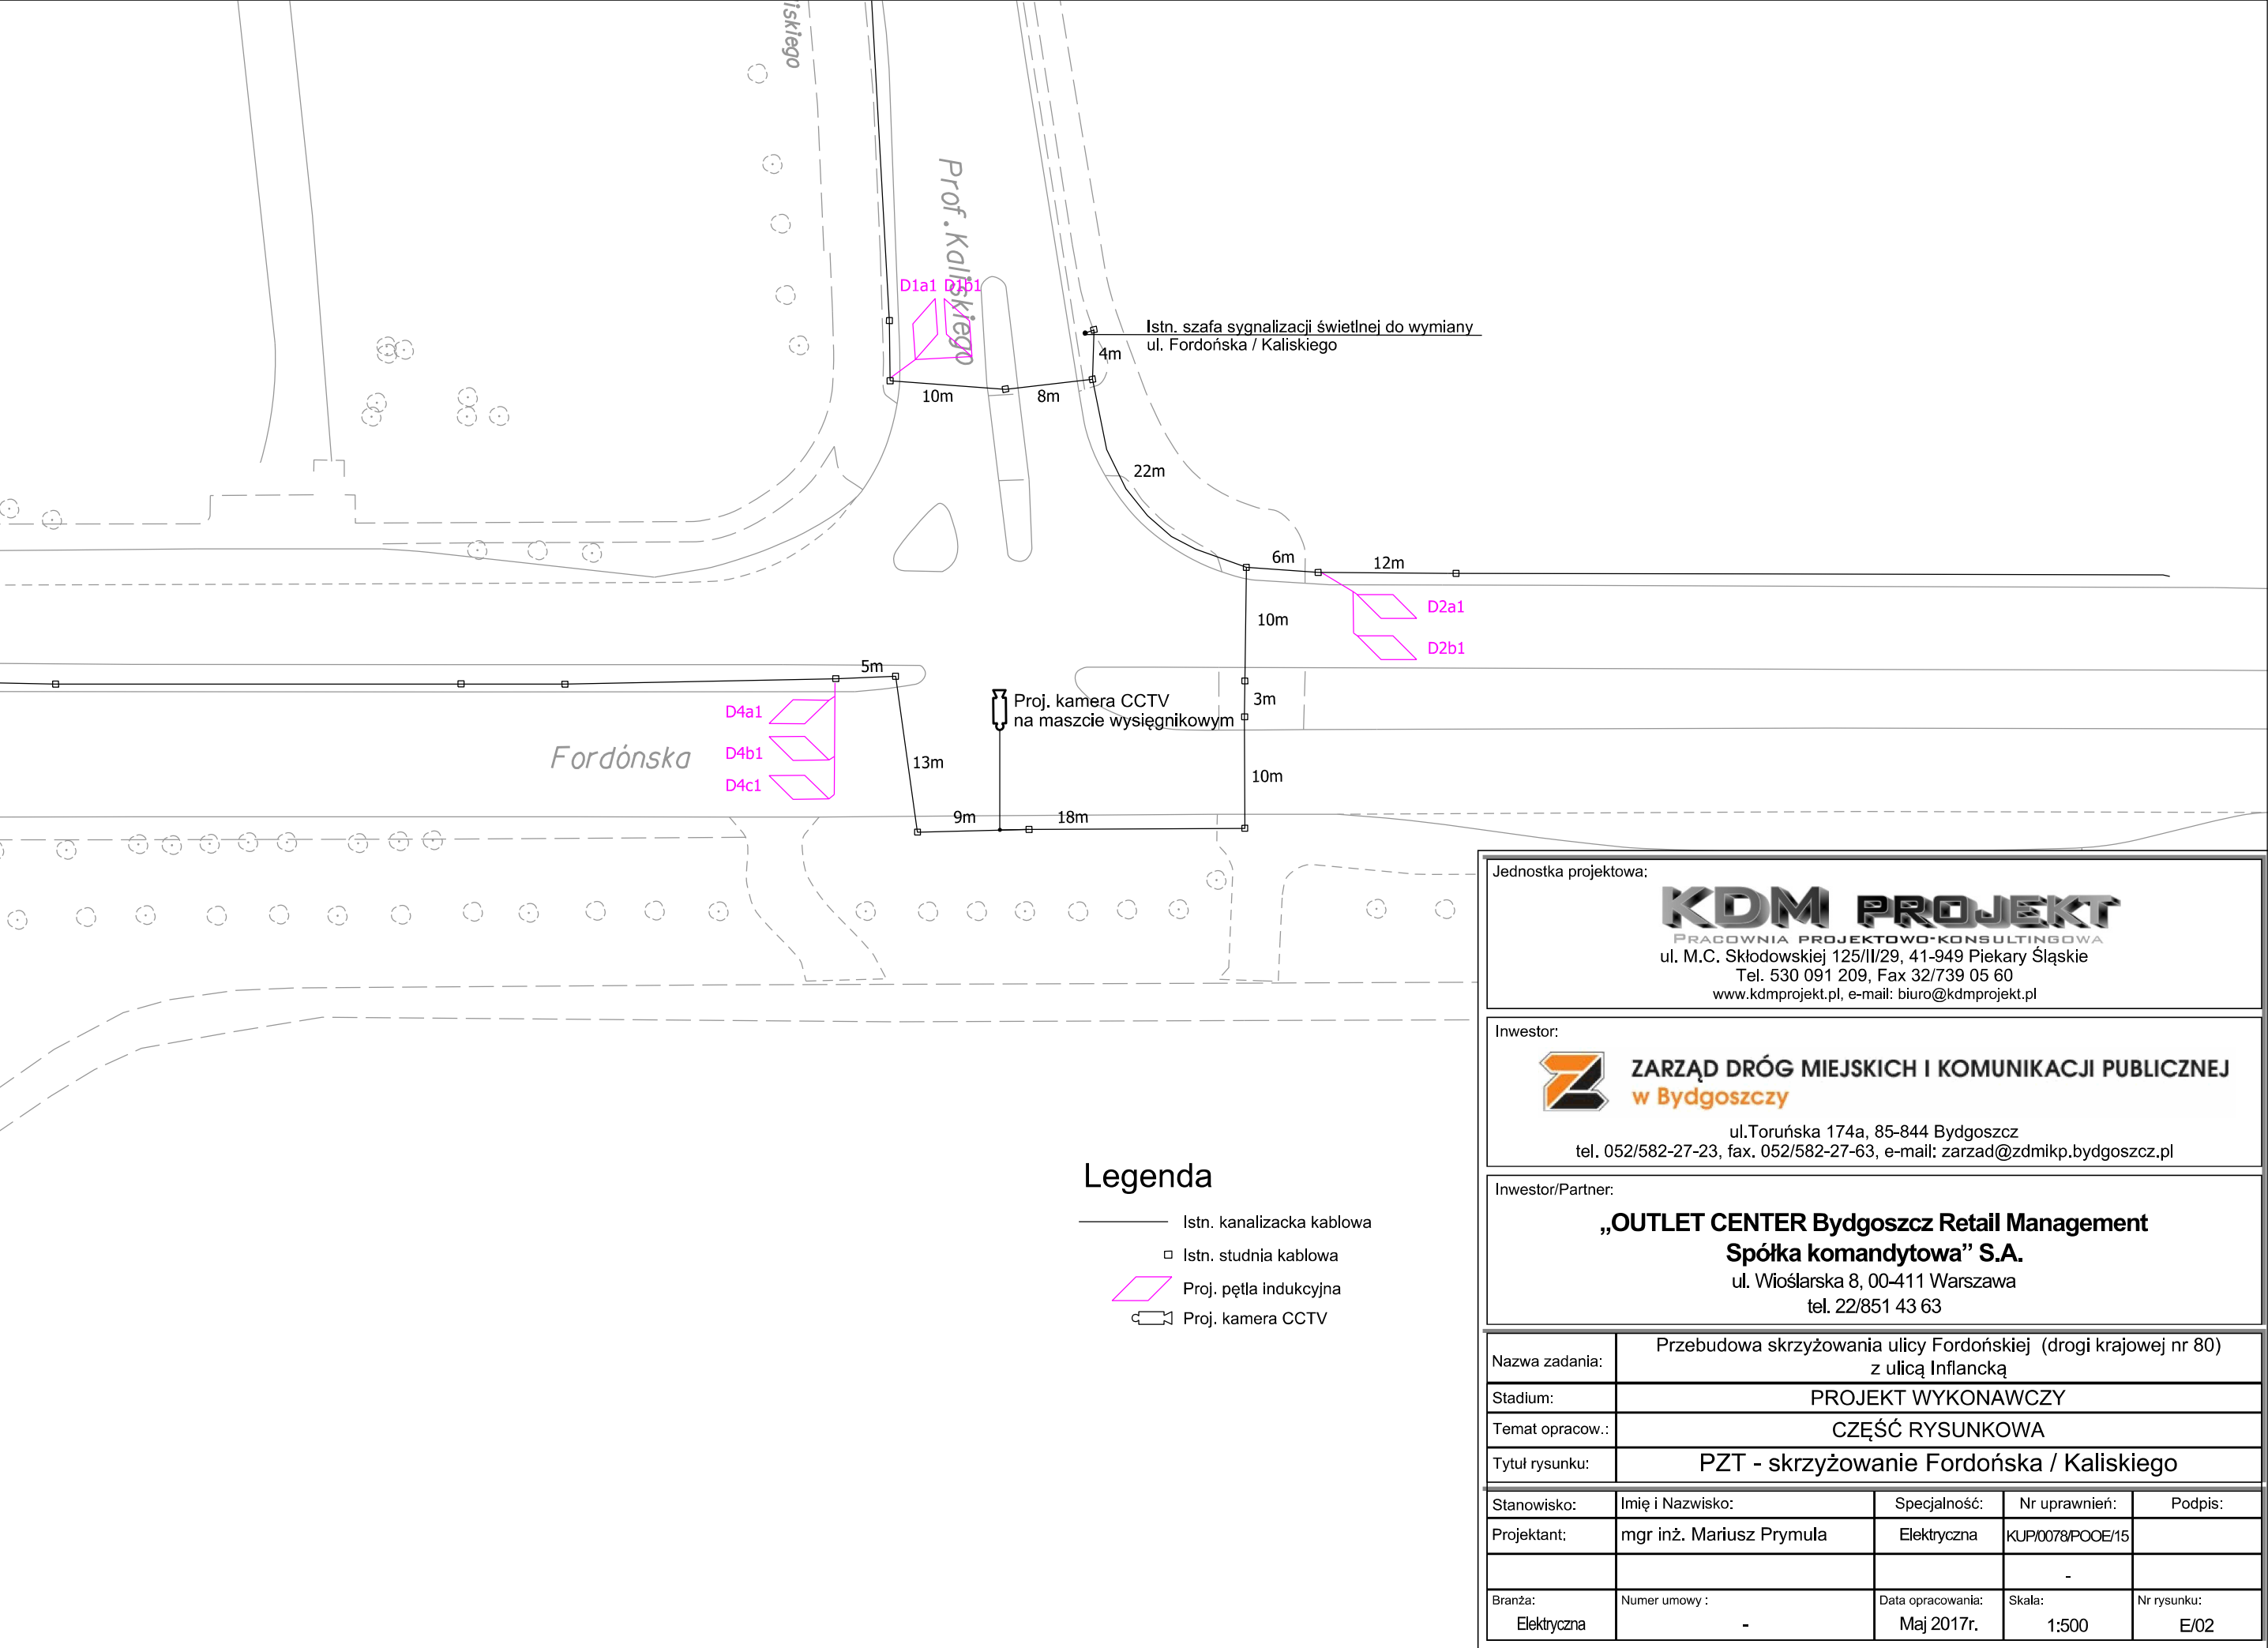 iskiego
Prof.Kaliskiego
D1a1 D1b1
Istn. szafa sygnalizacji świetlnej do wymiany
ul. Fordońska / Kaliskiego
4m
10m
8m
22m
6m
12m
D2a1
10m
D2b1
5m
Proj. kamera CCTV
na maszcie wysięgnikowym
3m
D4a1
D4b1
D4c1
Fordónska
13m
10m
9m
18m
Legenda
Istn. kanalizacka kablowa
Istn. studnia kablowa
Proj. pętla indukcyjna
Proj. kamera CCTV
Jednostka projektowa:
KDM PROJEKT
PRACOWNIA PROJEKTOWO-KONSULTINGOWA
ul. M.C. Skłodowskiej 125/II/29, 41-949 Piekary Śląskie
Tel. 530 091 209, Fax 32/739 05 60
www.kdmprojekt.pl, e-mail: biuro@kdmprojekt.pl
Inwestor:
ZARZĄD DRÓG MIEJSKICH I KOMUNIKACJI PUBLICZNEJ
w Bydgoszczy
ul.Toruńska 174a, 85-844 Bydgoszcz
tel. 052/582-27-23, fax. 052/582-27-63, e-mail: zarzad@zdmikp.bydgoszcz.pl
Inwestor/Partner:
„OUTLET CENTER Bydgoszcz Retail Management
Spółka komandytowa” S.A.
ul. Wioślarska 8, 00-411 Warszawa
tel. 22/851 43 63
Nazwa zadania:
Przebudowa skrzyżowania ulicy Fordońskiej (drogi krajowej nr 80)
z ulicą Inflancką
Stadium: PROJEKT WYKONAWCZY
Temat opracow.: CZĘŚĆ RYSUNKOWA
Tytuł rysunku: PZT - skrzyżowanie Fordońska / Kaliskiego
Stanowisko: Imię i Nazwisko: Specjalność: Nr uprawnień: Podpis:
Projektant: mgr inż. Mariusz Prymula Elektryczna KUP/0078/POOE/15
-
Branża: Numer umowy : Data opracowania: Skala: Nr rysunku:
Elektryczna - Maj 2017r. 1:500 E/02